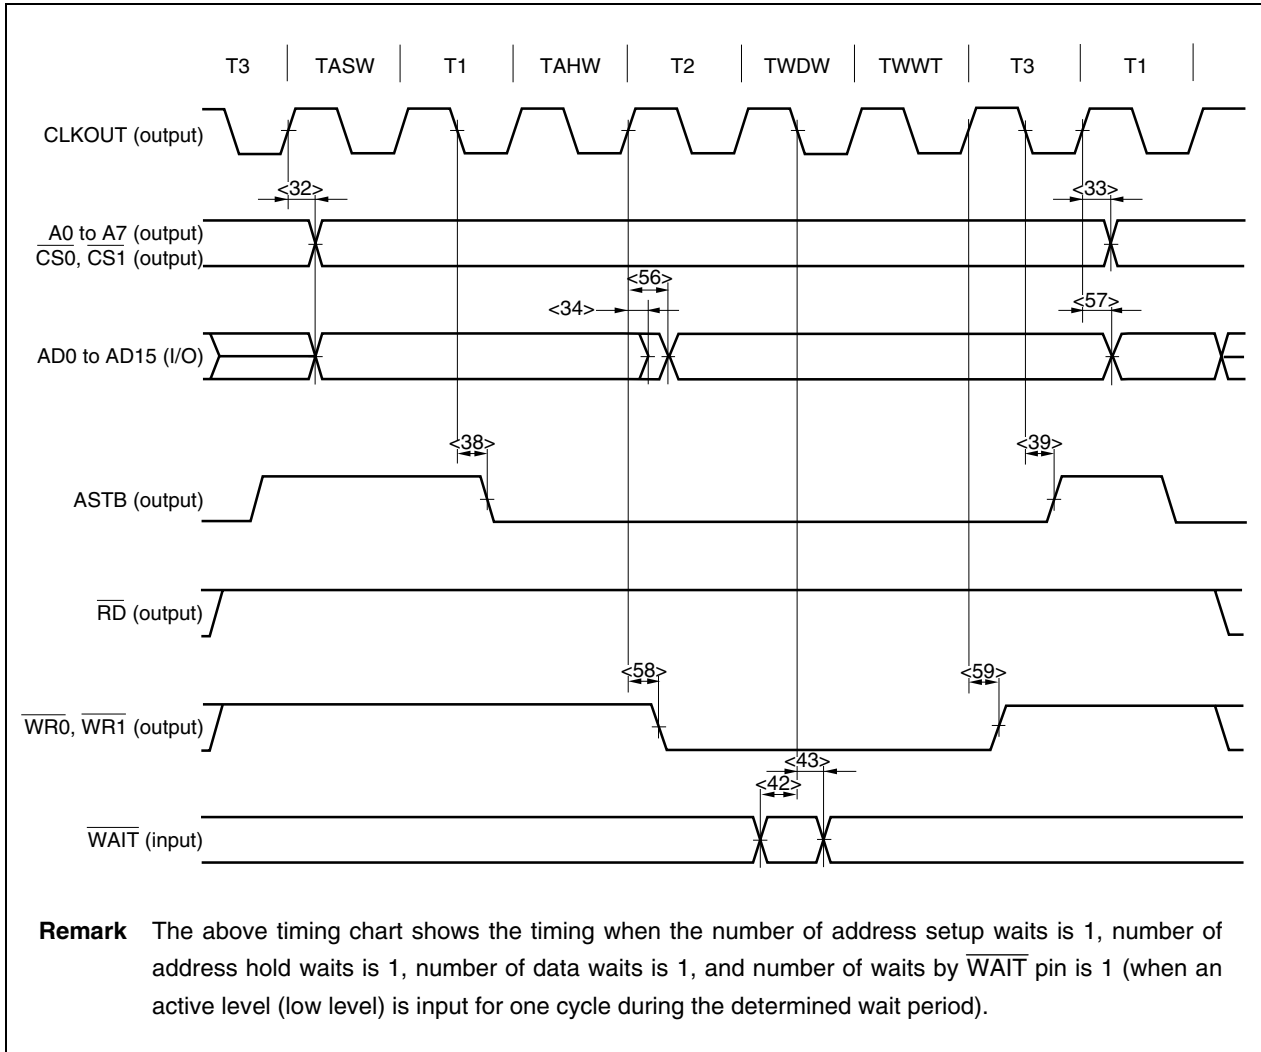 T3 TASW T1 TAHW T2 TWDW TWWT T3 T1
CLKOUT (output)
<32> <33>
A0 to A7 (output)
CS0, CS1 (output)
<56>
<34> <57>
AD0 to AD15 (I/O)
<38> <39>
ASTB (output)
RD (output)
<58> <59>
WR0, WR1 (output)
<43>
<42>
WAIT (input)
Remark The above timing chart shows the timing when the number of address setup waits is 1, number of
address hold waits is 1, number of data waits is 1, and number of waits by WAIT pin is 1 (when an
active level (low level) is input for one cycle during the determined wait period).